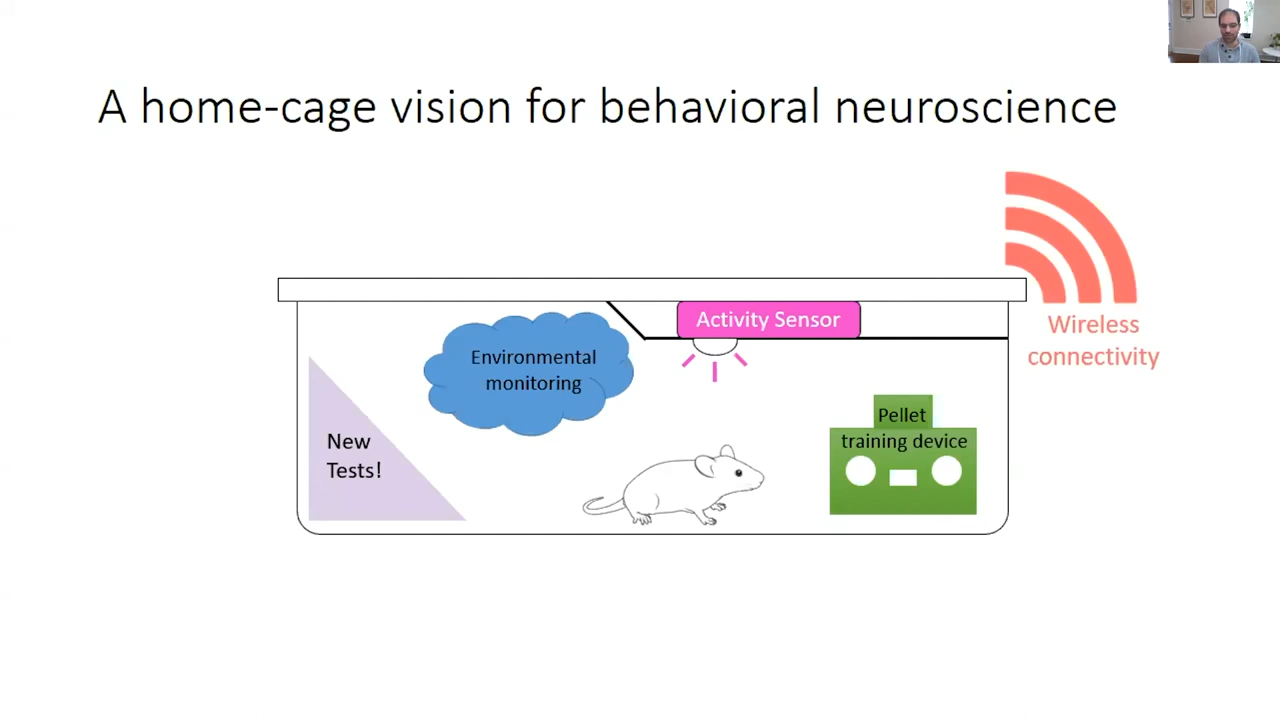 A home-cage vision for behavioral neuroscience
Wireless
connectivity
Activity Sensor
Environmental
monitoring
Pellet
training device
New
Tests!